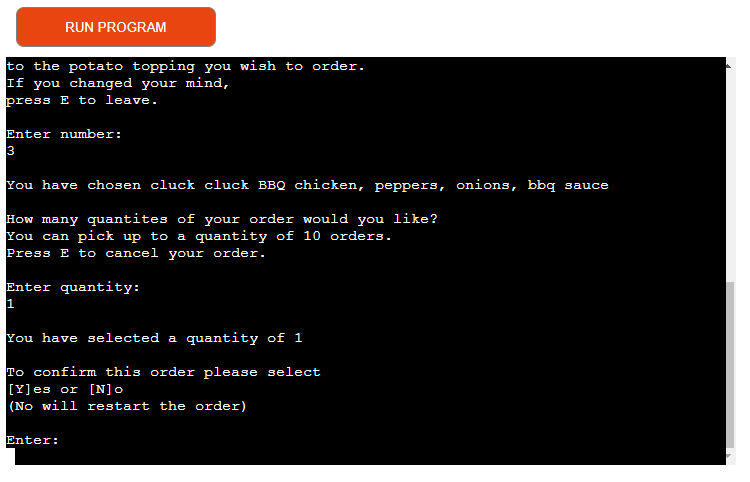 RUN PROGRAM
to the potato topping you wish to order.
If you changed your mind,
press E to leave.
Enter number:
3
You have chosen cluck cluck BBQ chicken, peppers, onions, bbq sauce
How many quantites of your order would you like?
You can pick up to a quantity of 10 orders.
Press E to cancel your order.
Enter quantity:
1
You have selected a quantity of 1
To confirm this order please select
[Y]es or [N]o
(No will restart the order)
Enter: